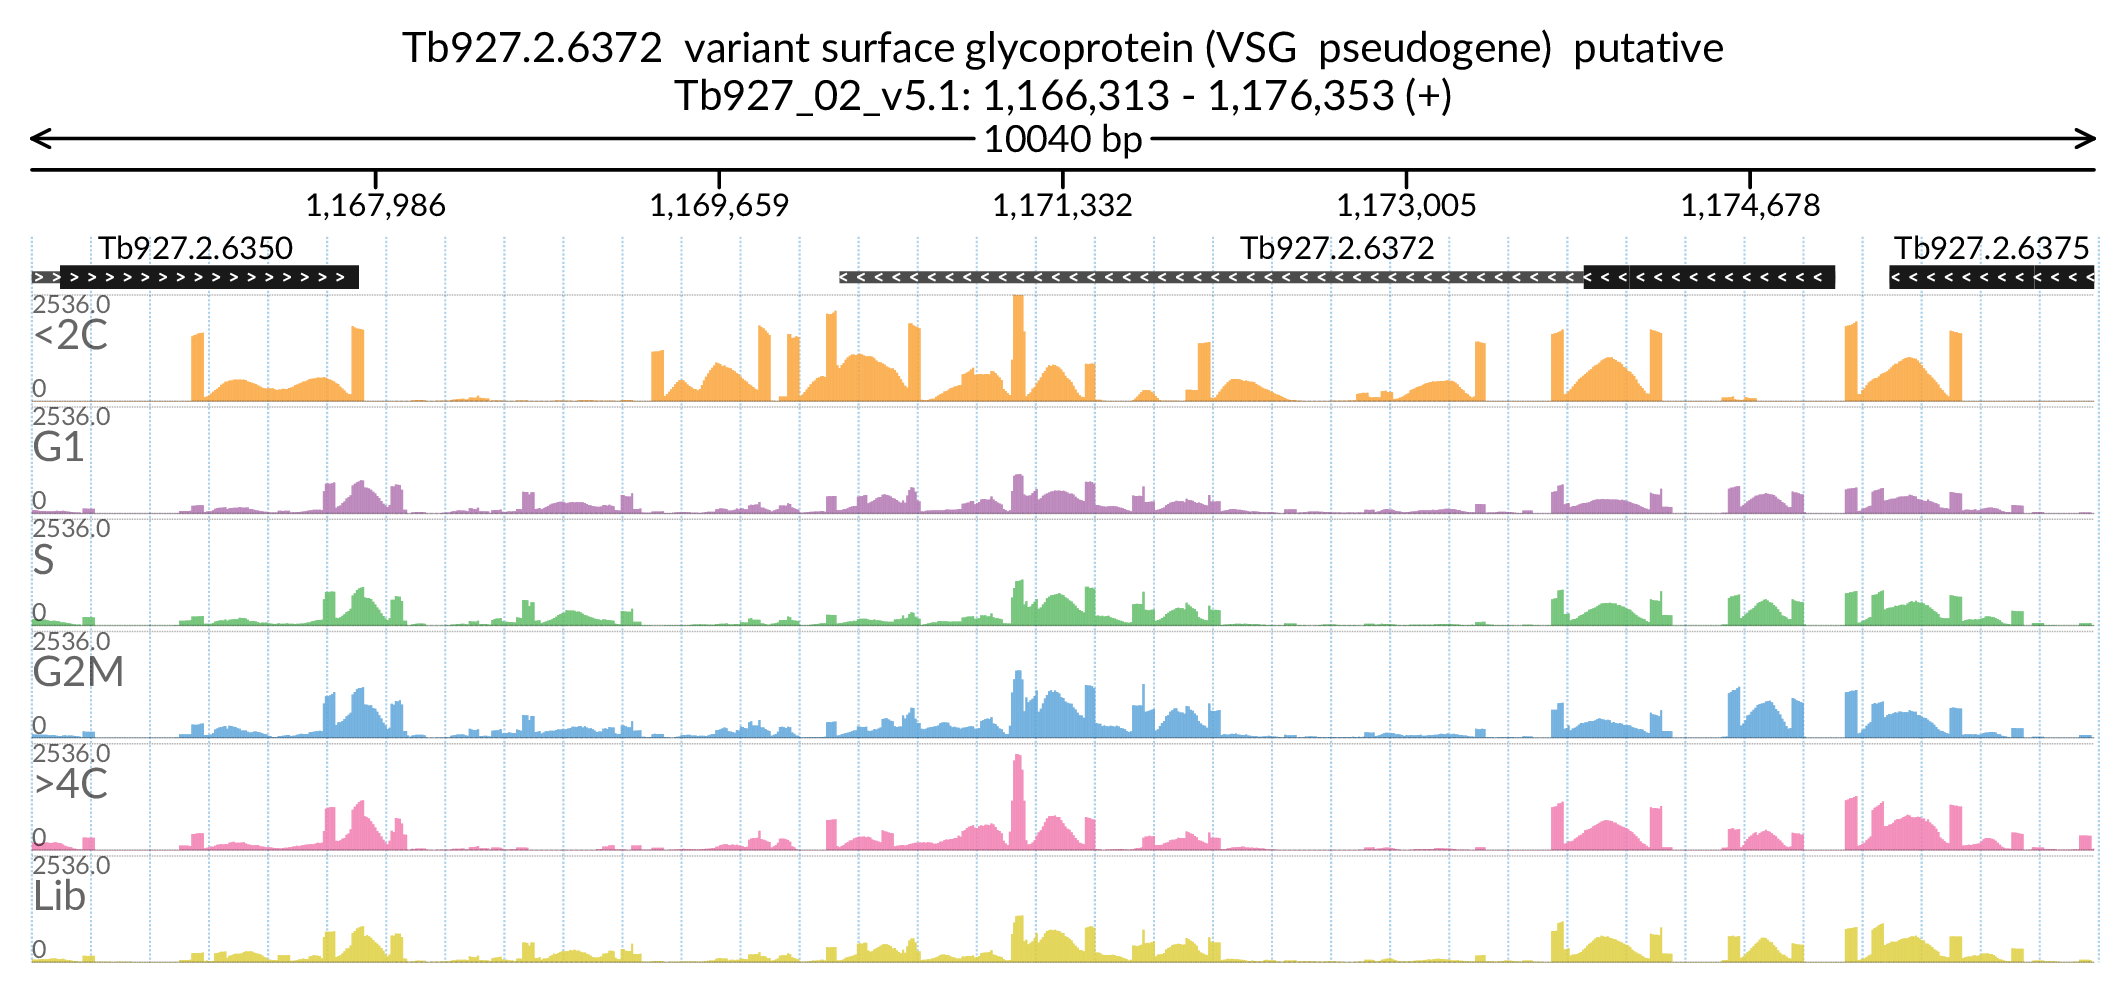 Tb927.2.6372 variant surface glycoprotein (VSG pseudogene) putative
Tb927_02_v5.1: 1,166,313 - 1,176,353 (+)
10040 bp
1,167,986 1,169,659 1,171,332 1,173,005 1,174,678
Tb927.2.6350 Tb927.2.6372 Tb927.2.6375
2536.0
<2C
0
2536.0
G1
0
2536.0
S
0
2536.0
G2M
0
2536.0
>4C
0
2536.0
Lib
0